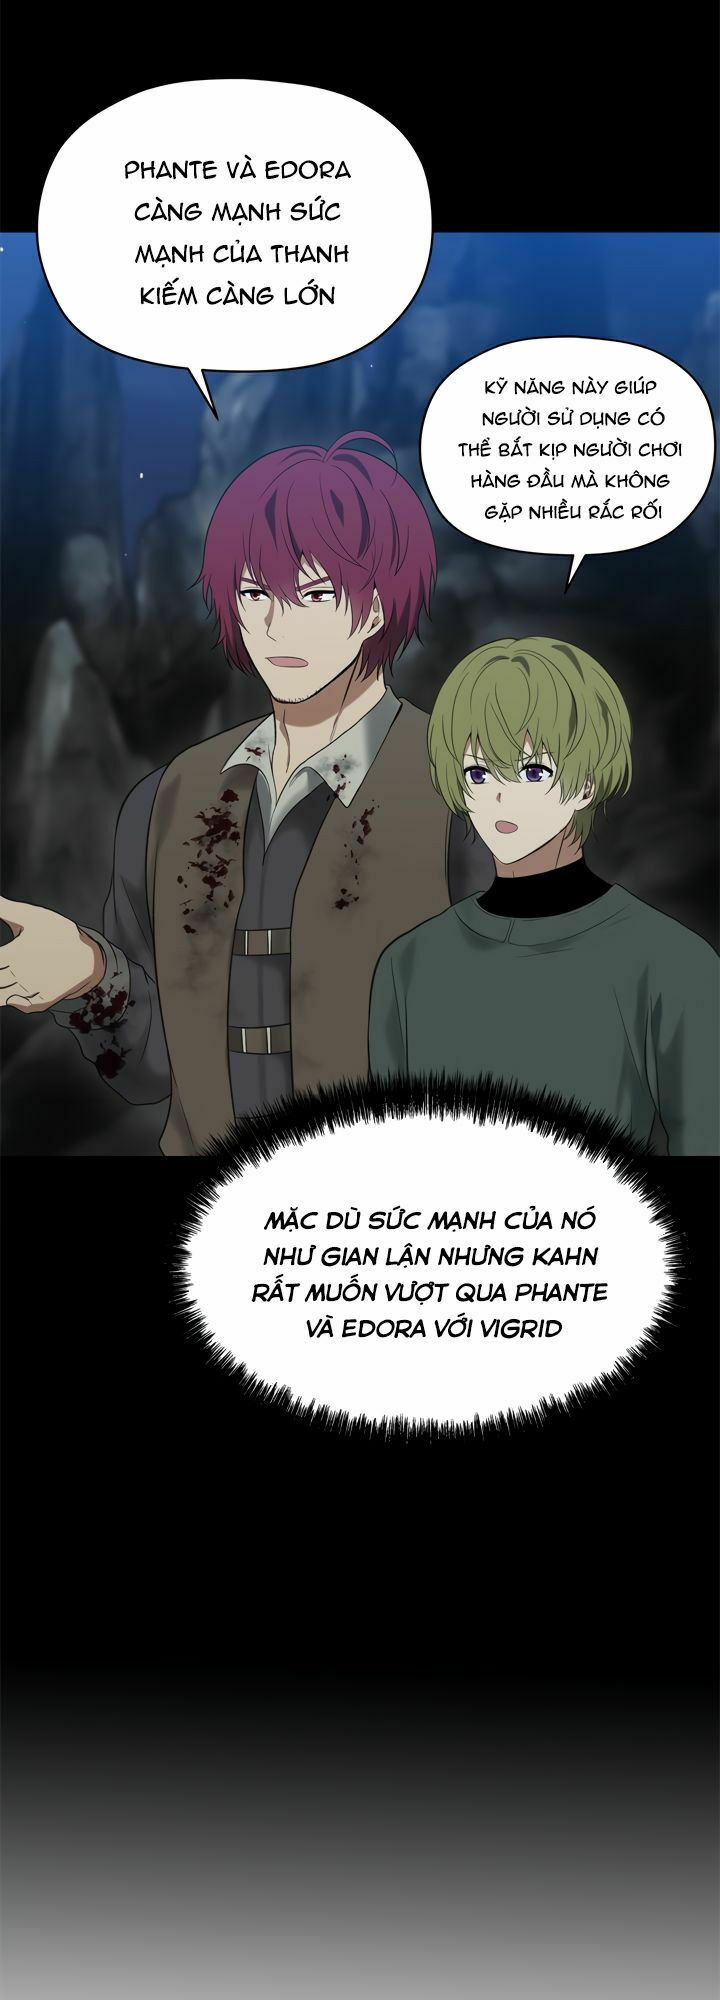 PHANTE VÀ EDORA
CÀNG MẠNH SỨC
MẠNH CỦA THANH
KIẾM CÀNG LỚN
KỸ NĂNG NÀY GIÚP
NGƯỜI SỬ DỤNG CÓ
THỂ BẮT KỊP NGƯỜI CHƠI
HÀNG ĐẦU MÀ KHÔNG
GẶP NHIỀU RẮC RỐI
MẶC DÙ SỨC MẠNH CỦA NÓ
NHƯ GIAN LẬN NHƯNG KAHN
RẤT MUỐN VƯỢT QUA PHANTE
VÀ EDORA VỚI VIGRID